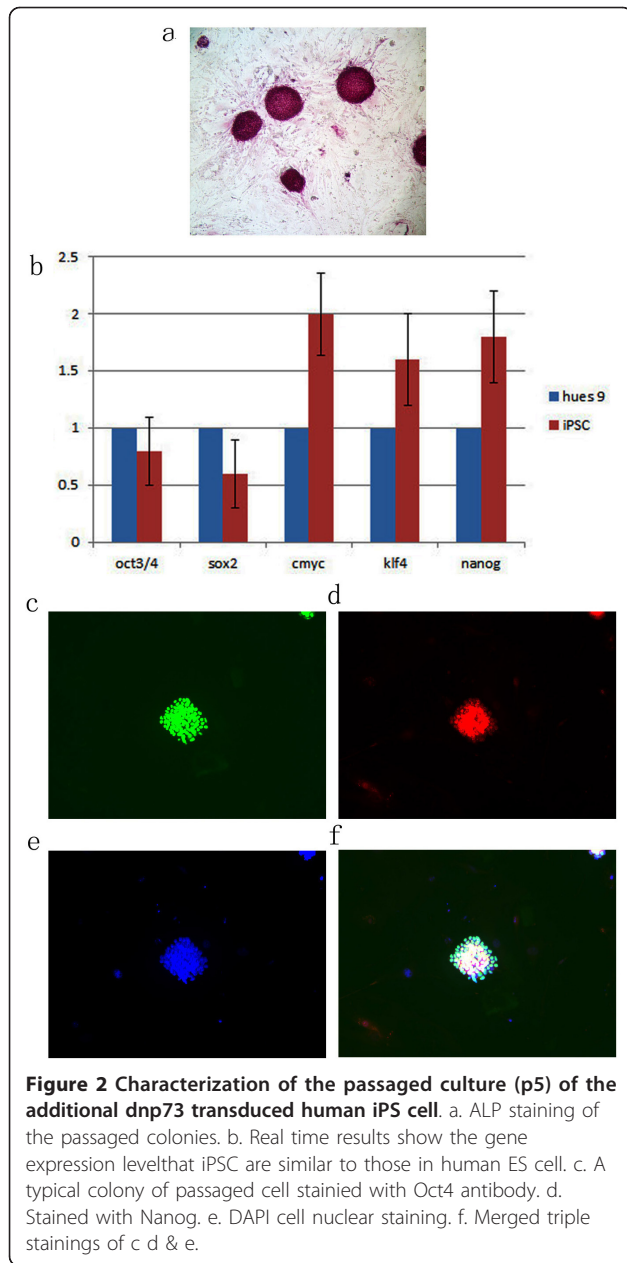 a
b
2.5
2
1.5
1
0.5
0
oct3/4 sox2 cmyc klf4 nanog
hues 9
iPSC
c
d
e
f
Figure 2 Characterization of the passaged culture (p5) of the
additional dnp73 transduced human iPS cell. a. ALP staining of
the passaged colonies. b. Real time results show the gene
expression levelthat iPSC are similar to those in human ES cell. c. A
typical colony of passaged cell stainied with Oct4 antibody. d.
Stained with Nanog. e. DAPI cell nuclear staining. f. Merged triple
stainings of c d & e.